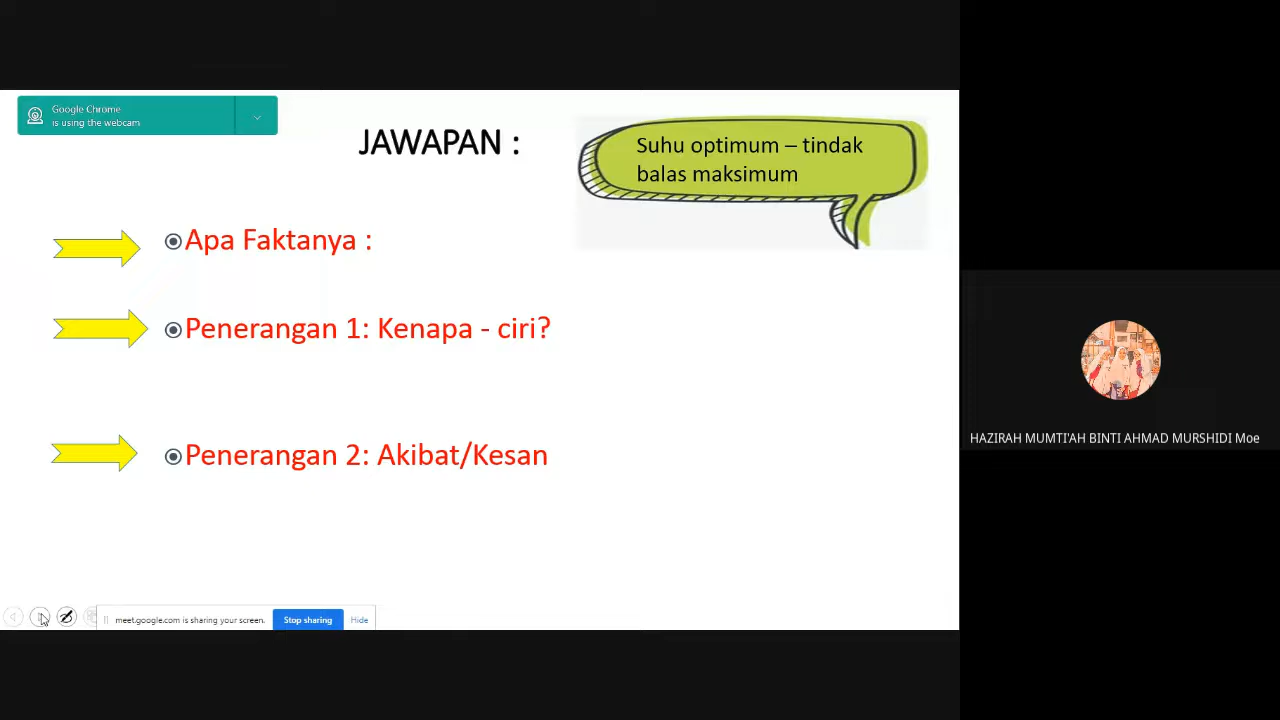 Google Chrome
is using the webcam
JAWAPAN :
Suhu optimum – tindak
balas maksimum
Apa Faktanya :
Penerangan 1: Kenapa - ciri?
Penerangan 2: Akibat/Kesan
HAZIRAH MUMTI'AH BINTI AHMAD MURSHIDI Moe
meet.google.com is sharing your screen.
Stop sharing
Hide